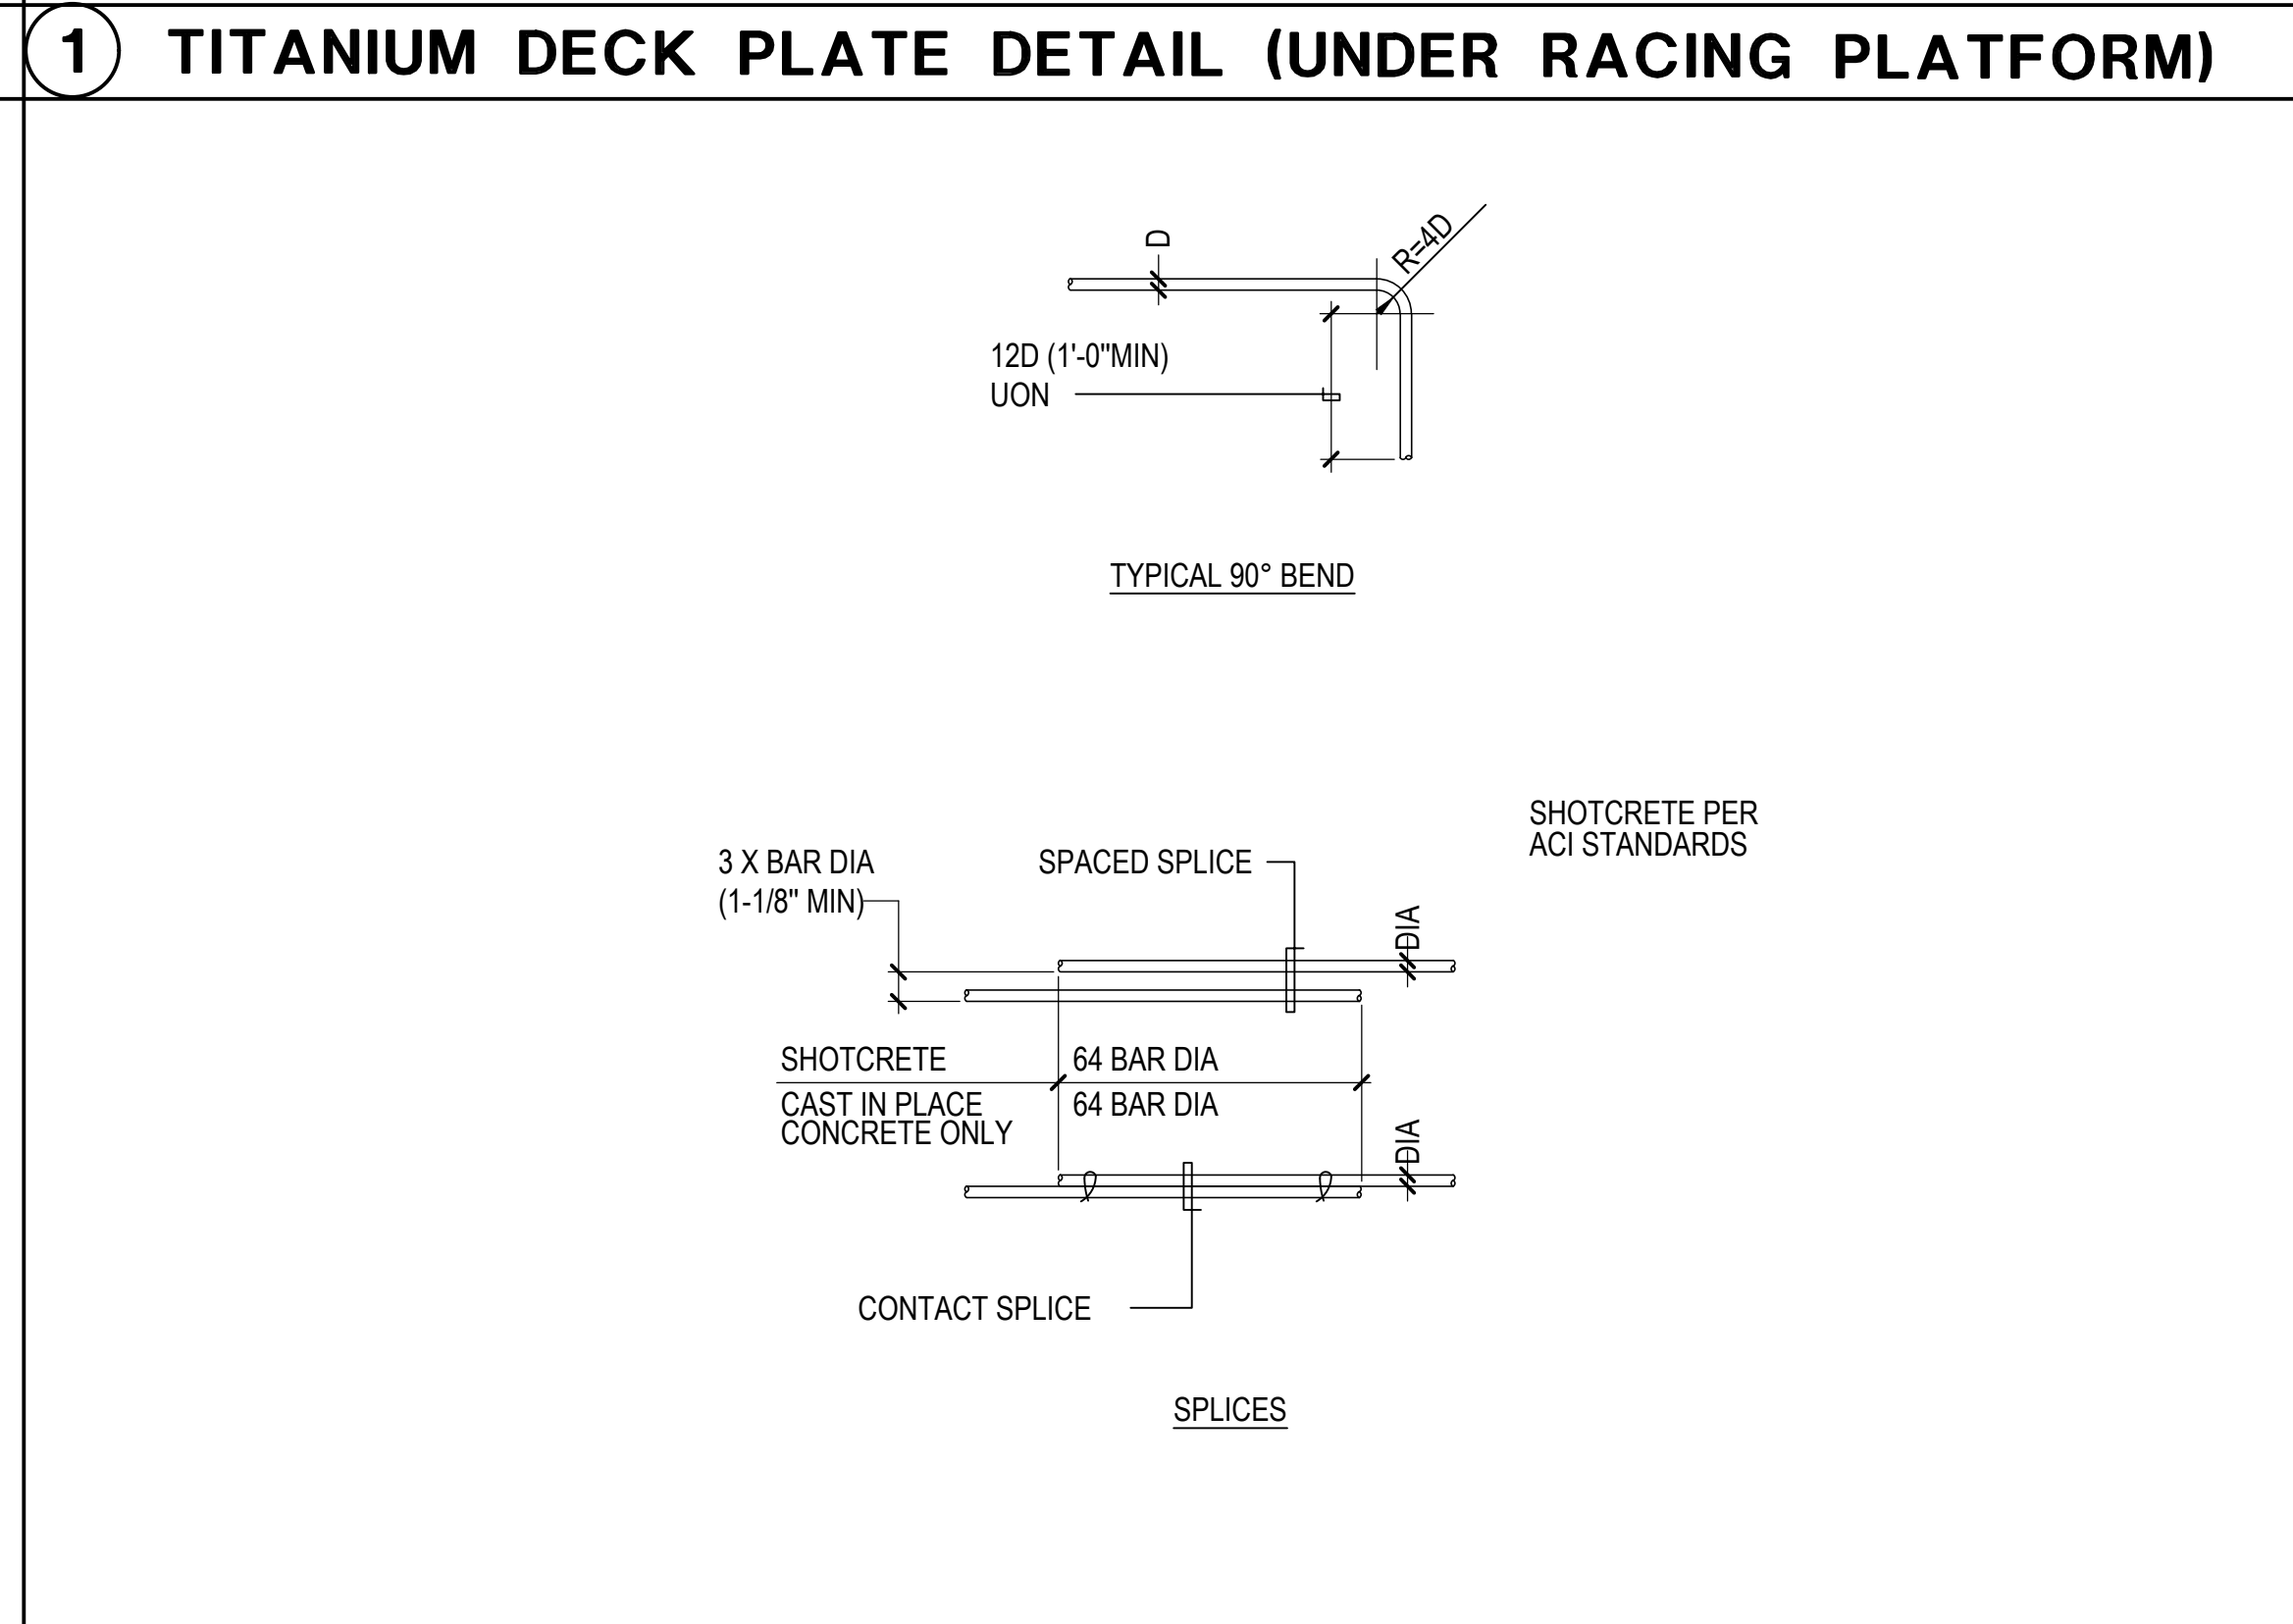 1 TITANIUM DECK PLATE DETAIL (UNDER RACING PLATFORM)
D
R=4D
12D (1'-0"MIN)
UON
TYPICAL 90° BEND
SHOTCRETE PER
ACI STANDARDS
3 X BAR DIA
(1-1/8" MIN)
SPACED SPLICE
DIA
SHOTCRETE 64 BAR DIA
CAST IN PLACE 64 BAR DIA
CONCRETE ONLY
DIA
CONTACT SPLICE
SPLICES